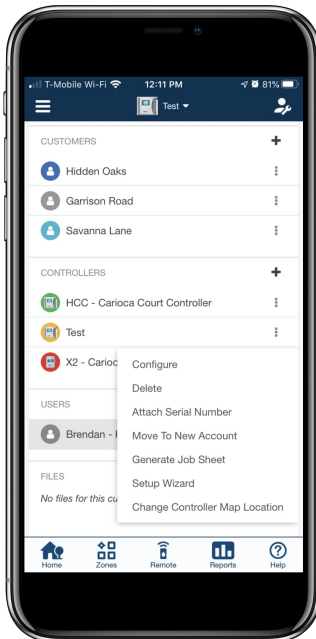 T-Mobile Wi-Fi 12:11 PM 81%
Test
CUSTOMERS
Hidden Oaks
Garrison Road
Savanna Lane
CONTROLLERS
HCC - Carioca Court Controller
Test
X2 - Carioc
Configure
Delete
Attach Serial Number
Move To New Account
Generate Job Sheet
Setup Wizard
Change Controller Map Location
USERS
Brendan -
FILES
No files for this cu
Home Zones Remote Reports Help